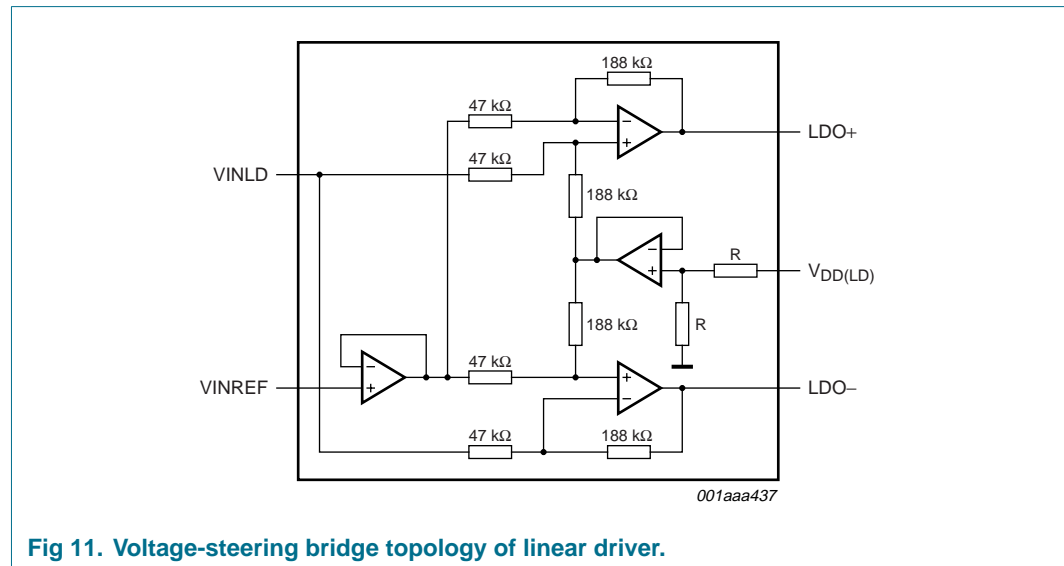 188 kΩ
47 kΩ
−
+
LDO+
VINLD
47 kΩ
188 kΩ
−
+
R
VDD(LD)
188 kΩ
R
47 kΩ
−
+
VINREF
+
−
LDO−
47 kΩ
188 kΩ
001aaa437
Fig 11. Voltage-steering bridge topology of linear driver.